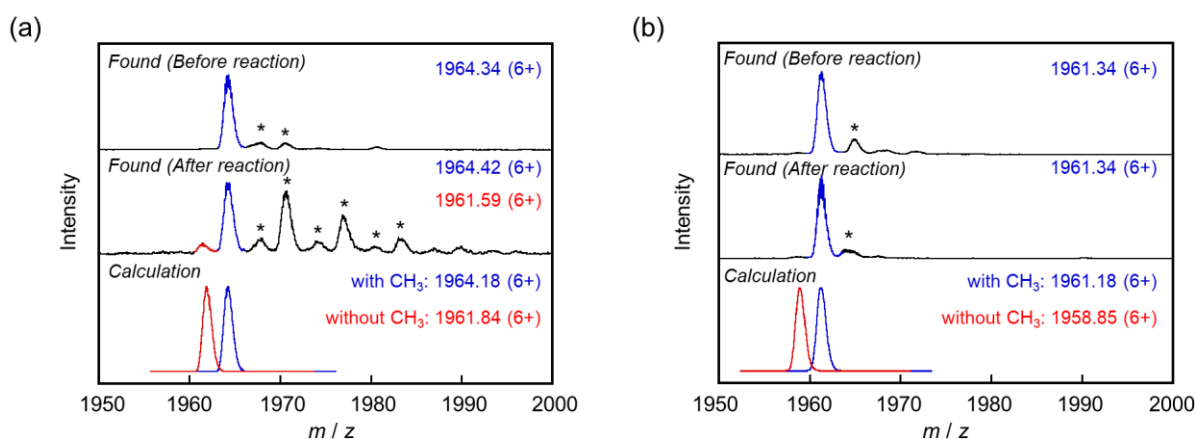 (a)
Found (Before reaction)
1964.34 (6+)
* *
Found (After reaction)
1964.42 (6+)
1961.59 (6+)
* * * * * *
Calculation
with CH₃: 1964.18 (6+)
without CH₃: 1961.84 (6+)
Intensity
1950 1960 1970 1980 1990 2000
m / z
(b)
Found (Before reaction)
1961.34 (6+)
*
Found (After reaction)
1961.34 (6+)
*
Calculation
with CH₃: 1961.18 (6+)
without CH₃: 1958.85 (6+)
Intensity
1950 1960 1970 1980 1990 2000
m / z